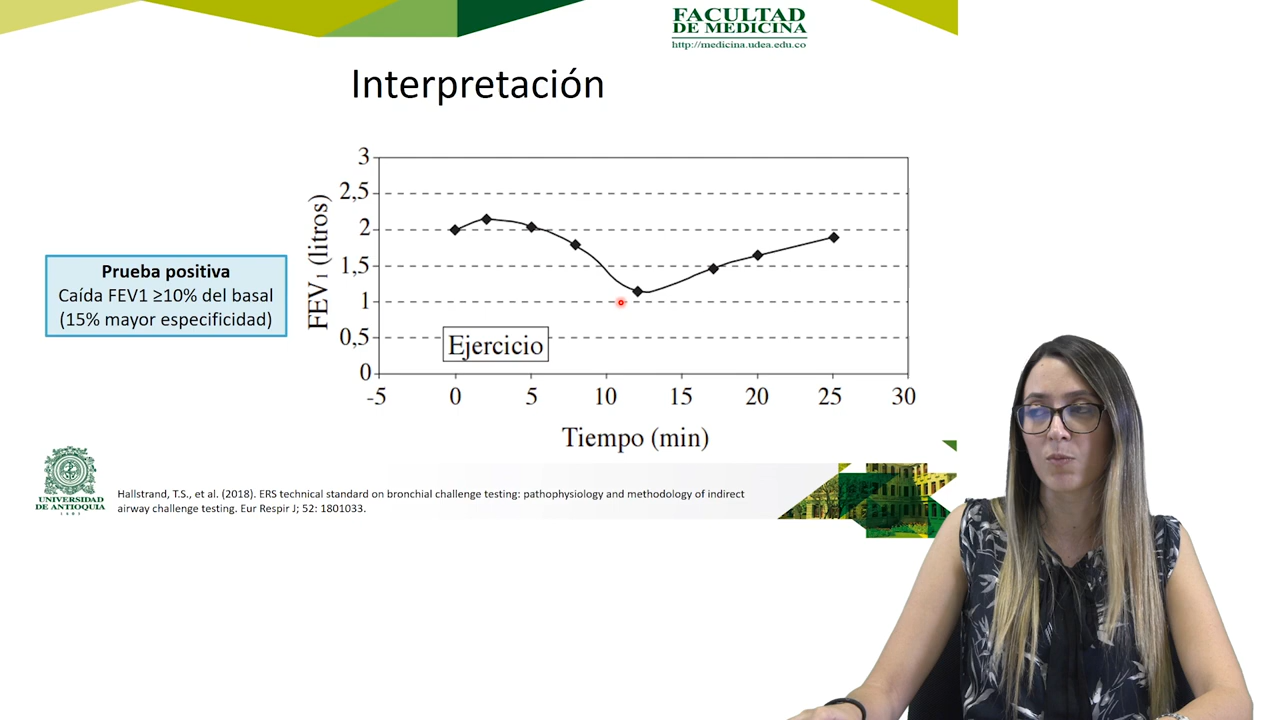 FACULTAD
DE MEDICINA
http://medicina.udea.edu.co
Interpretación
Prueba positiva
Caída FEV1 ≥10% del basal
(15% mayor especificidad)
FEV1 (litros)
3
2,5
2
1,5
1
0,5
0
Ejercicio
-5 0 5 10 15 20 25 30
Tiempo (min)
UNIVERSIDAD
DE ANTIOQUIA
Hallstrand, T.S., et al. (2018). ERS technical standard on bronchial challenge testing: pathophysiology and methodology of indirect
airway challenge testing. Eur Respir J; 52: 1801033.